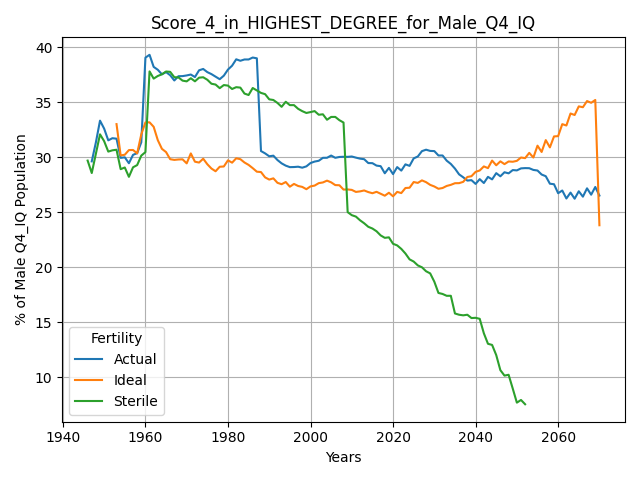 Score_4_in_HIGHEST_DEGREE_for_Male_Q4_IQ
% of Male Q4_IQ Population
40
35
30
25
20
15
10
Fertility
Actual
Ideal
Sterile
1940 1960 1980 2000 2020 2040 2060
Years